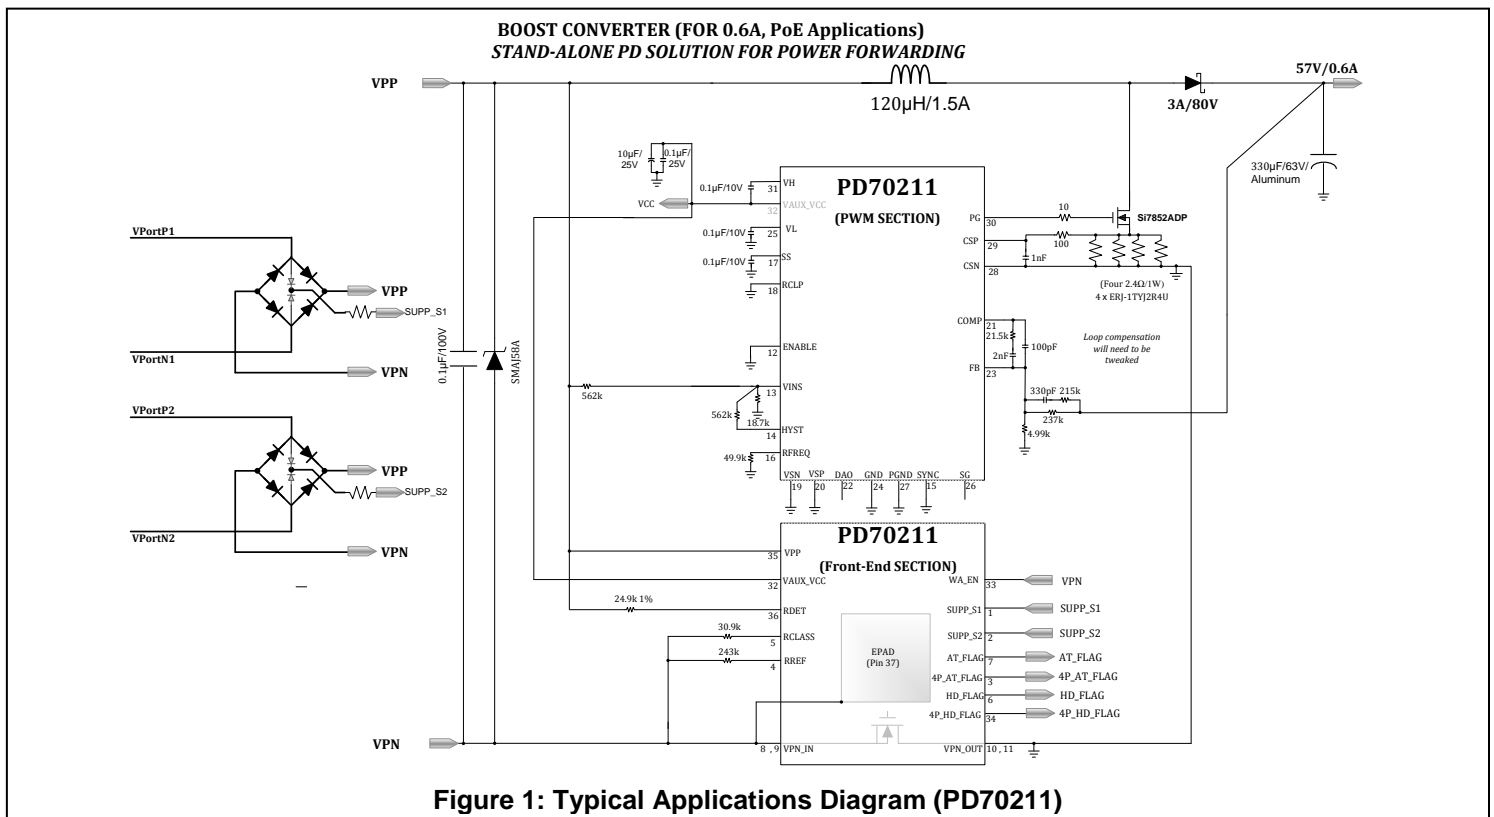 BOOST CONVERTER (FOR 0.6A, PoE Applications)
STAND-ALONE PD SOLUTION FOR POWER FORWARDING
VPP
57V/0.6A
120µH/1.5A
3A/80V
10µF/
25V
0.1µF/
25V
330µF/63V/
Aluminum
PD70211
(PWM SECTION)
0.1µF/10V
31
VH
VCC
32
VAUX_VCC
0.1µF/10V
25
VL
0.1µF/10V
17
SS
18
RCLP
12
ENABLE
562k
13
VINS
562k
18.7k
14
HYST
49.9k
16
RFREQ
PG
30
10
Si7852ADP
CSP
29
100
CSN
28
1nF
(Four 2.4Ω/1W)
4 x ERJ-1TYJ2R4U
COMP
21
21.5k
2nF
100pF
FB
23
Loop compensation
will need to be
tweaked
330pF
215k
237k
4.99k
VSN
VSP
DAO
GND
PGND
SYNC
SG
19
20
22
24
27
15
26
VPortP1
VPP
SUPP_S1
VPortN1
VPN
0.1µF/100V
SMAJ58A
VPortP2
VPP
SUPP_S2
VPortN2
VPN
PD70211
(Front-End SECTION)
35
VPP
32
VAUX_VCC
24.9k 1%
36
RDET
30.9k
5
RCLASS
243k
4
RREF
EPAD
(Pin 37)
WA_EN
33
VPN
SUPP_S1
1
SUPP_S1
SUPP_S2
2
SUPP_S2
AT_FLAG
7
AT_FLAG
4P_AT_FLAG
3
4P_AT_FLAG
HD_FLAG
6
HD_FLAG
4P_HD_FLAG
34
4P_HD_FLAG
VPN
8 ,9
VPN_IN
VPN_OUT
10 , 11
Figure 1: Typical Applications Diagram (PD70211)